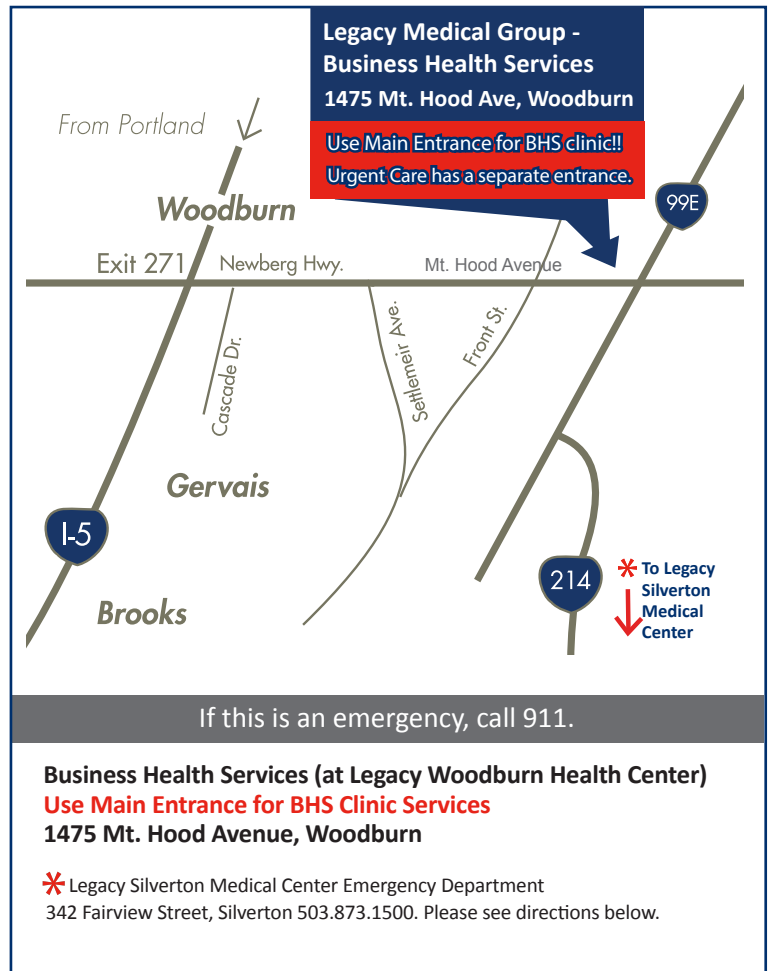 Legacy Medical Group -
Business Health Services
1475 Mt. Hood Ave, Woodburn
Use Main Entrance for BHS clinic!!
Urgent Care has a separate entrance.
From Portland
99E
Woodburn
Exit 271
Newberg Hwy.
Mt. Hood Avenue
Cascade Dr.
Settlemeir Ave.
Front St.
Gervais
I-5
214
* To Legacy
Silverton
Medical
Center
Brooks
If this is an emergency, call 911.
Business Health Services (at Legacy Woodburn Health Center)
Use Main Entrance for BHS Clinic Services
1475 Mt. Hood Avenue, Woodburn
* Legacy Silverton Medical Center Emergency Department
342 Fairview Street, Silverton 503.873.1500. Please see directions below.